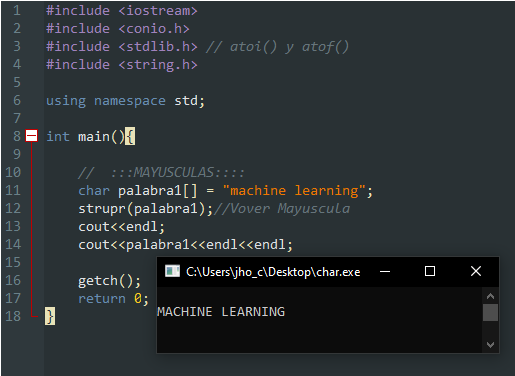 1 #include <iostream>
2 #include <conio.h>
3 #include <stdlib.h> // atoi() y atof()
4 #include <string.h>
5
6 using namespace std;
7
8 int main(){
9
10 // :::MAYUSCULAS::::
11 char palabra1[] = "machine learning";
12 strupr(palabra1);//Vover Mayuscula
13 cout<<endl;
14 cout<<palabra1<<endl<<endl;
15
16 getch();
17 return 0;
18 }
C:\Users\jho_c\Desktop\char.exe
MACHINE LEARNING